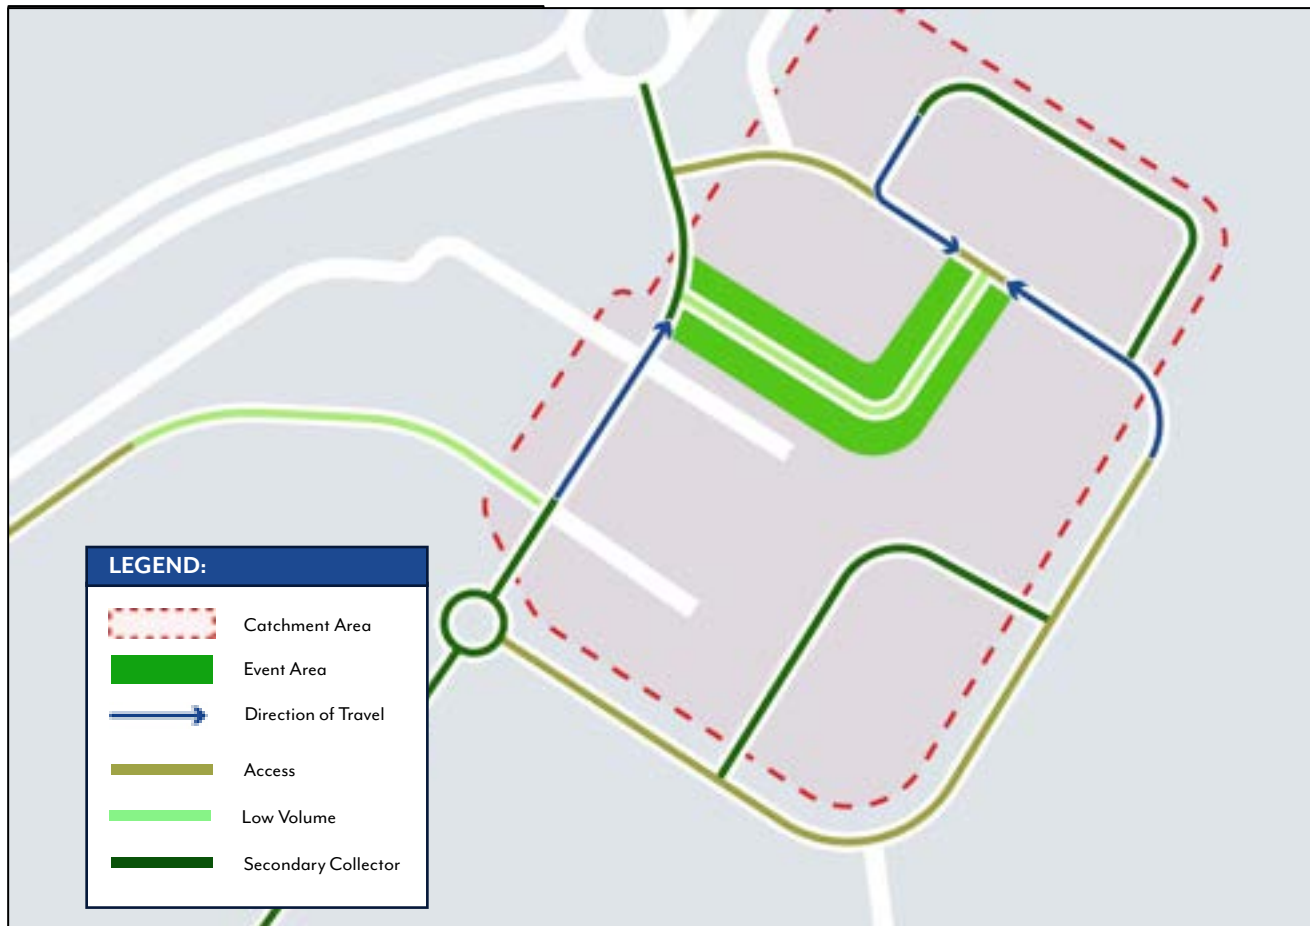 LEGEND:
Catchment Area
Event Area
Direction of Travel
Access
Low Volume
Secondary Collector